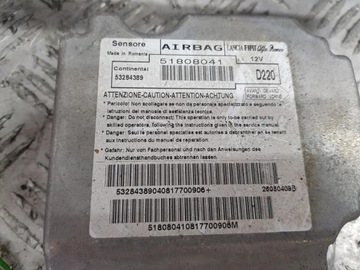 Sensore
AIRBAG
LANCIA FIAT Alfa Romeo
Made in Romania
51808041
12V
Continental
53284389
D220
ATTENZIONE-CAUTION-ATTENTION-ACHTUNG
* Pericolo! Non scollegare se non da personale specializzato e seguendo le
istruzioni del manuale di assistenza tecnica.
* Danger: Do not disconnect! This operation is only to be carried out by
skilled operators, following the instructions given in the service manual.
* Danger: Seul le personnel specialise est autorise a debrancher en se tenant
aux instructions du manuel de reparation.
* Gefahr: Nur von Fachpersonal und nach den Anweisungen des
Kundendiensthandbuches abtrennen.
53284389040817700906+
26080409B
518080410817700906M